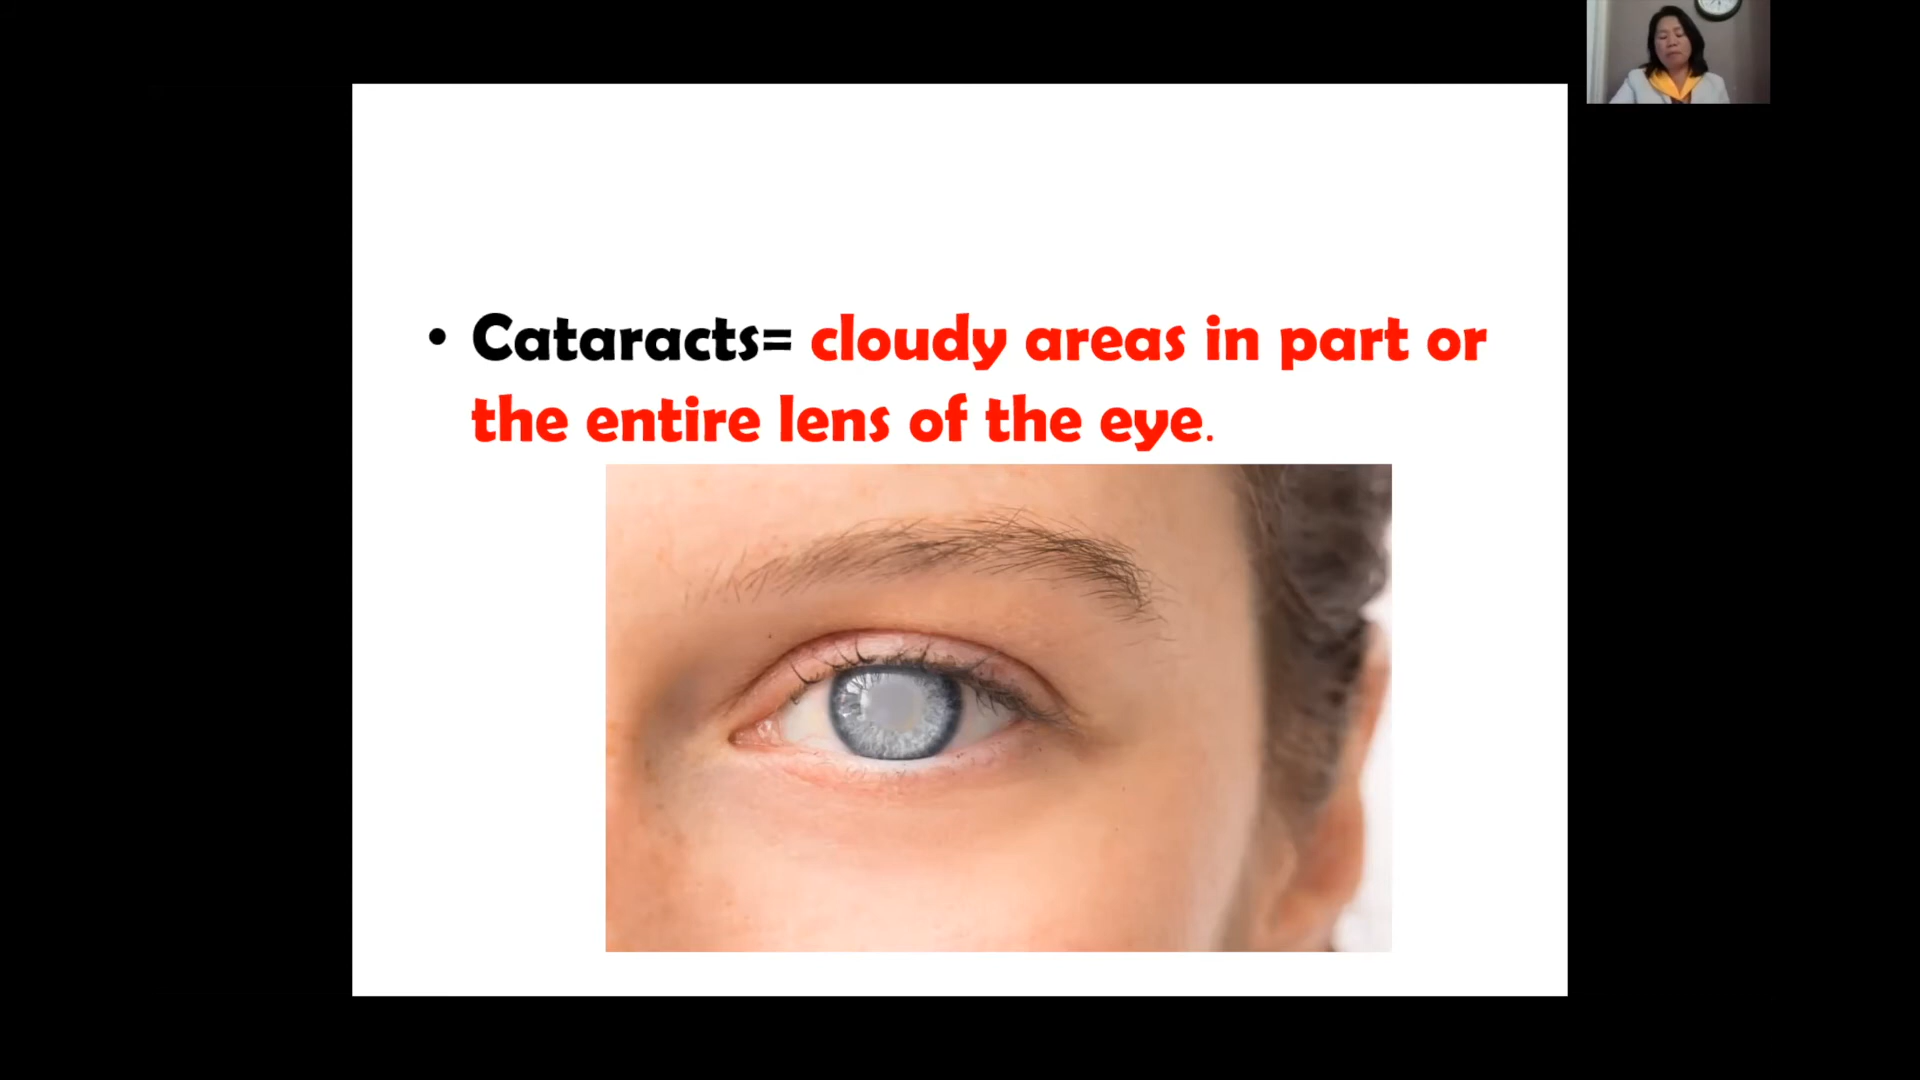 • Cataracts= cloudy areas in part or
the entire lens of the eye.